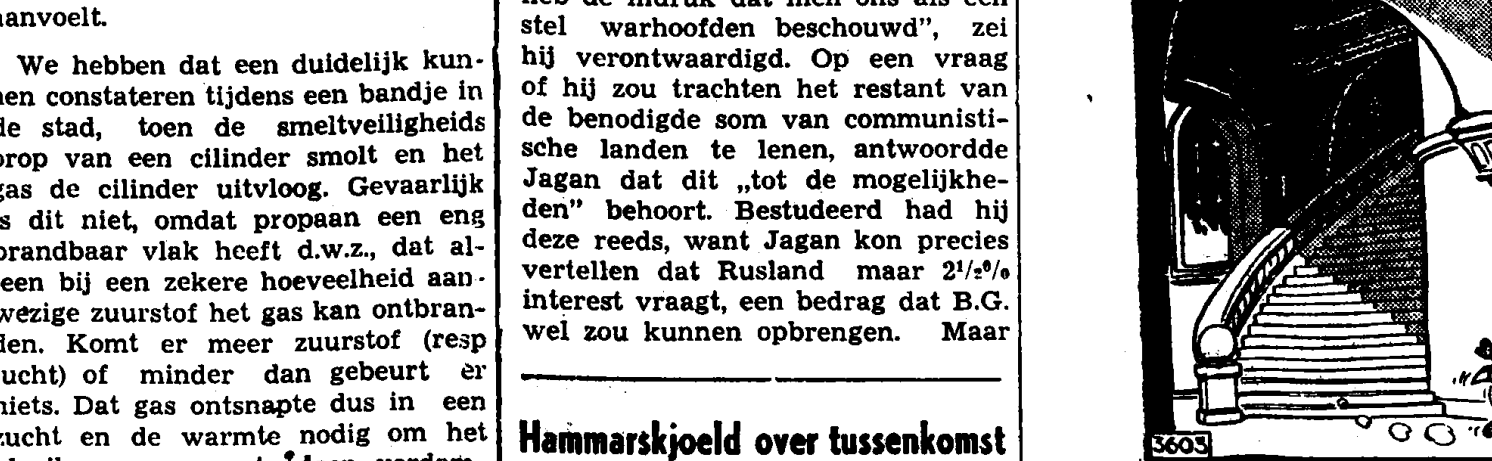 aanvoelt.
We hebben dat een duidelijk kun-
nen constateren tijdens een bandje in
de stad, toen de smeltveiligheids
prop van een cilinder smolt en het
gas de cilinder uitvloog. Gevaarlijk
is dit niet, omdat propaan een eng
brandbaar vlak heeft d.w.z., dat al-
leen bij een zekere hoeveelheid aan-
wezige zuurstof het gas kan ontbran-
den. Komt er meer zuurstof (resp
lucht) of minder dan gebeurt er
niets. Dat gas ontsnapte dus in een
zucht en de warmte nodig om het
heb de indruk dat men ons als een
stel warhoofden beschouwd”, zei
hij verontwaardigd. Op een vraag
of hij zou trachten het restant van
de benodigde som van communisti-
sche landen te lenen, antwoordde
Jagan dat dit „tot de mogelijkhe-
den” behoort. Bestudeerd had hij
deze reeds, want Jagan kon precies
vertellen dat Rusland maar 2¹/₂⁰/₀
interest vraagt, een bedrag dat B.G.
wel zou kunnen opbrengen. Maar
Hammarskjoeld over tussenkomst
3603